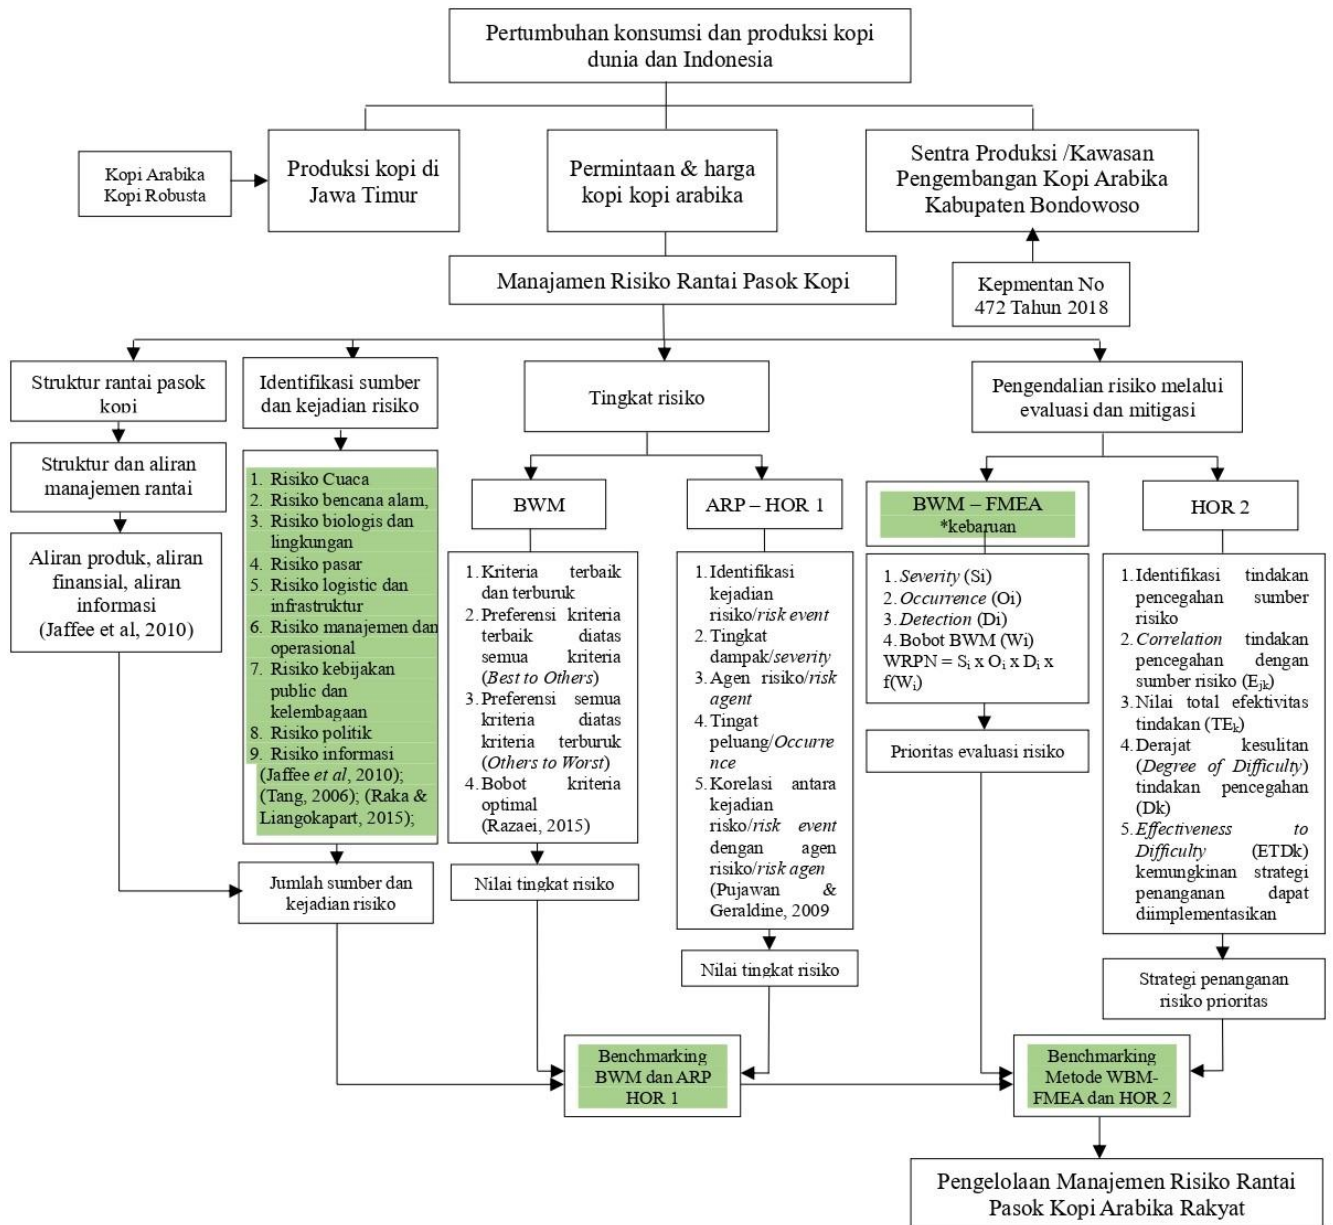 Pertumbuhan konsumsi dan produksi kopi
dunia dan Indonesia
Kopi Arabika
Kopi Robusta
Produksi kopi di
Jawa Timur
Permintaan & harga
kopi kopi arabika
Sentra Produksi /Kawasan
Pengembangan Kopi Arabika
Kabupaten Bondowoso
Manajamen Risiko Rantai Pasok Kopi
Kepmentan No
472 Tahun 2018
Struktur rantai pasok
kopi
Identifikasi sumber
dan kejadian risiko
Tingkat risiko
Pengendalian risiko melalui
evaluasi dan mitigasi
Struktur dan aliran
manajemen rantai
Aliran produk, aliran
finansial, aliran
informasi
(Jaffee et al, 2010)
1. Risiko Cuaca
2. Risiko bencana alam,
3. Risiko biologis dan
lingkungan
4. Risiko pasar
5. Risiko logistic dan
infrastruktur
6. Risiko manajemen dan
operasional
7. Risiko kebijakan
public dan
kelembagaan
8. Risiko politik
9. Risiko informasi
(Jaffee et al, 2010);
(Tang, 2006); (Raka &
Liangokapart, 2015);
Jumlah sumber dan
kejadian risiko
BWM
1. Kriteria terbaik
dan terburuk
2. Preferensi kriteria
terbaik diatas
semua kriteria
(Best to Others)
3. Preferensi semua
kriteria diatas
kriteria terburuk
(Others to Worst)
4. Bobot kriteria
optimal
(Razaei, 2015)
Nilai tingkat risiko
ARP – HOR 1
1. Identifikasi
kejadian
risiko/risk event
2. Tingkat
dampak/severity
3. Agen risiko/risk
agent
4. Tingat
peluang/Occurre
nce
5. Korelasi antara
kejadian
risko/risk event
dengan agen
risiko/risk agen
(Pujawan &
Geraldine, 2009
Nilai tingkat risiko
BWM – FMEA
*kebaruan
1. Severity (Si)
2. Occurrence (Oi)
3. Detection (Di)
4. Bobot BWM (Wi)
WRPN = Si x Oi x Di x
f(Wi)
Prioritas evaluasi risiko
HOR 2
1. Identifikasi tindakan
pencegahan sumber
risiko
2. Correlation tindakan
pencegahan dengan
sumber risiko (Ejk)
3. Nilai total efektivitas
tindakan (TEk)
4. Derajat kesulitan
(Degree of Difficulty)
tindakan pencegahan
(Dk)
5. Effectiveness to
Difficulty (ETDk)
kemungkinan strategi
penanganan dapat
diimplementasikan
Strategi penanganan
risiko prioritas
Benchmarking
BWM dan ARP
HOR 1
Benchmarking
Metode WBM-
FMEA dan HOR 2
Pengelolaan Manajemen Risiko Rantai
Pasok Kopi Arabika Rakyat